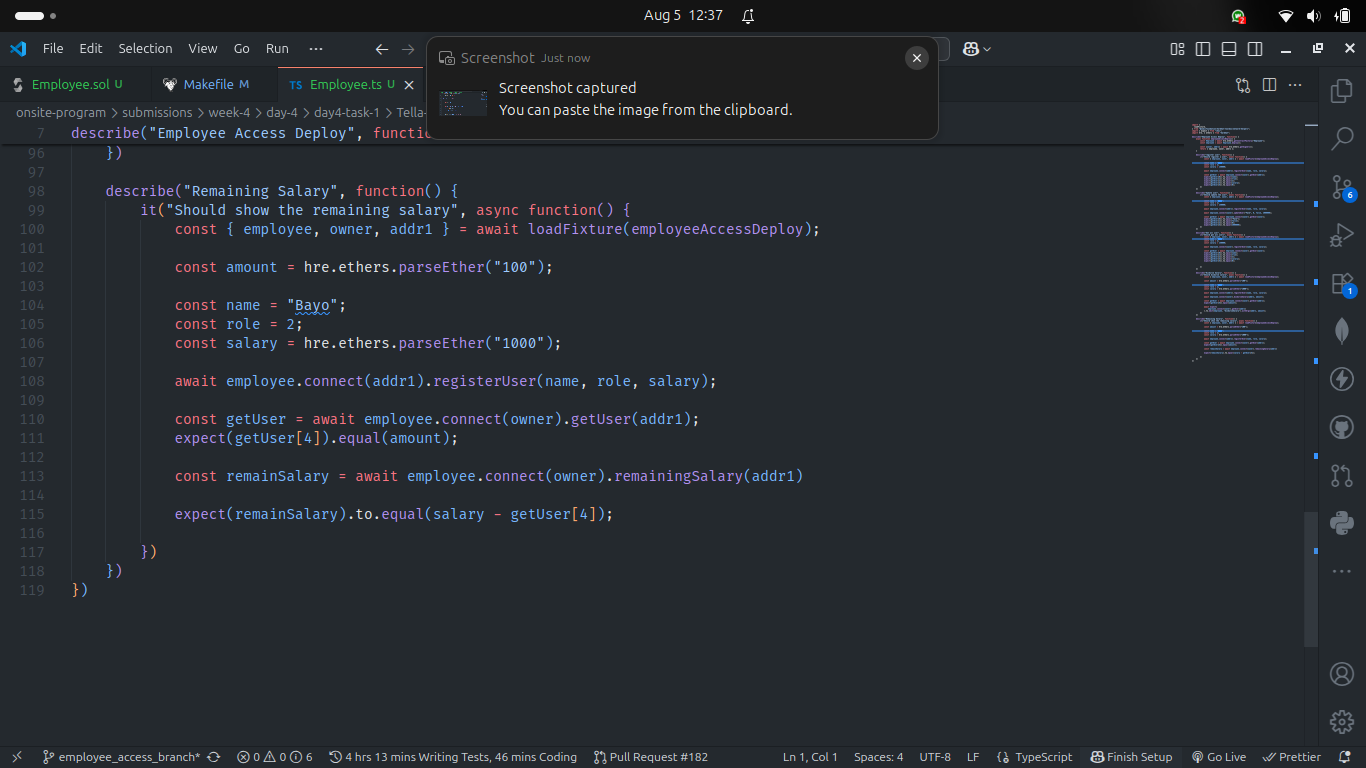 Aug 5 12:37
2
File Edit Selection View Go Run ···
Screenshot Just now
Screenshot captured
You can paste the image from the clipboard.
Employee.sol U
Makefile M
TS Employee.ts U
onsite-program > submissions > week-4 > day-4 > day4-task-1 > Tella-
7 describe("Employee Access Deploy", functio
96 })
97
98 describe("Remaining Salary", function() {
99 it("Should show the remaining salary", async function() {
100 const { employee, owner, addr1 } = await loadFixture(employeeAccessDeploy);
101
102 const amount = hre.ethers.parseEther("100");
103
104 const name = "Bayo";
105 const role = 2;
106 const salary = hre.ethers.parseEther("1000");
107
108 await employee.connect(addr1).registerUser(name, role, salary);
109
110 const getUser = await employee.connect(owner).getUser(addr1);
111 expect(getUser[4]).equal(amount);
112
113 const remainSalary = await employee.connect(owner).remainingSalary(addr1)
114
115 expect(remainSalary).to.equal(salary - getUser[4]);
116
117 })
118 })
119 })
6
1
employee_access_branch* 0 0 6 4 hrs 13 mins Writing Tests, 46 mins Coding Pull Request #182 Ln 1, Col 1 Spaces: 4 UTF-8 LF {} TypeScript Finish Setup Go Live Prettier